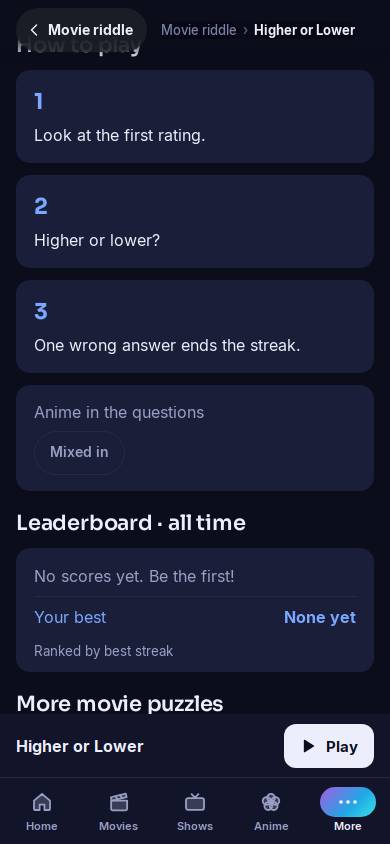 Movie riddle
Movie riddle › Higher or Lower
How to play
1
Look at the first rating.
2
Higher or lower?
3
One wrong answer ends the streak.
Anime in the questions
Mixed in
Leaderboard · all time
No scores yet. Be the first!
Your best None yet
Ranked by best streak
More movie puzzles
Higher or Lower
Play
Home Movies Shows Anime More